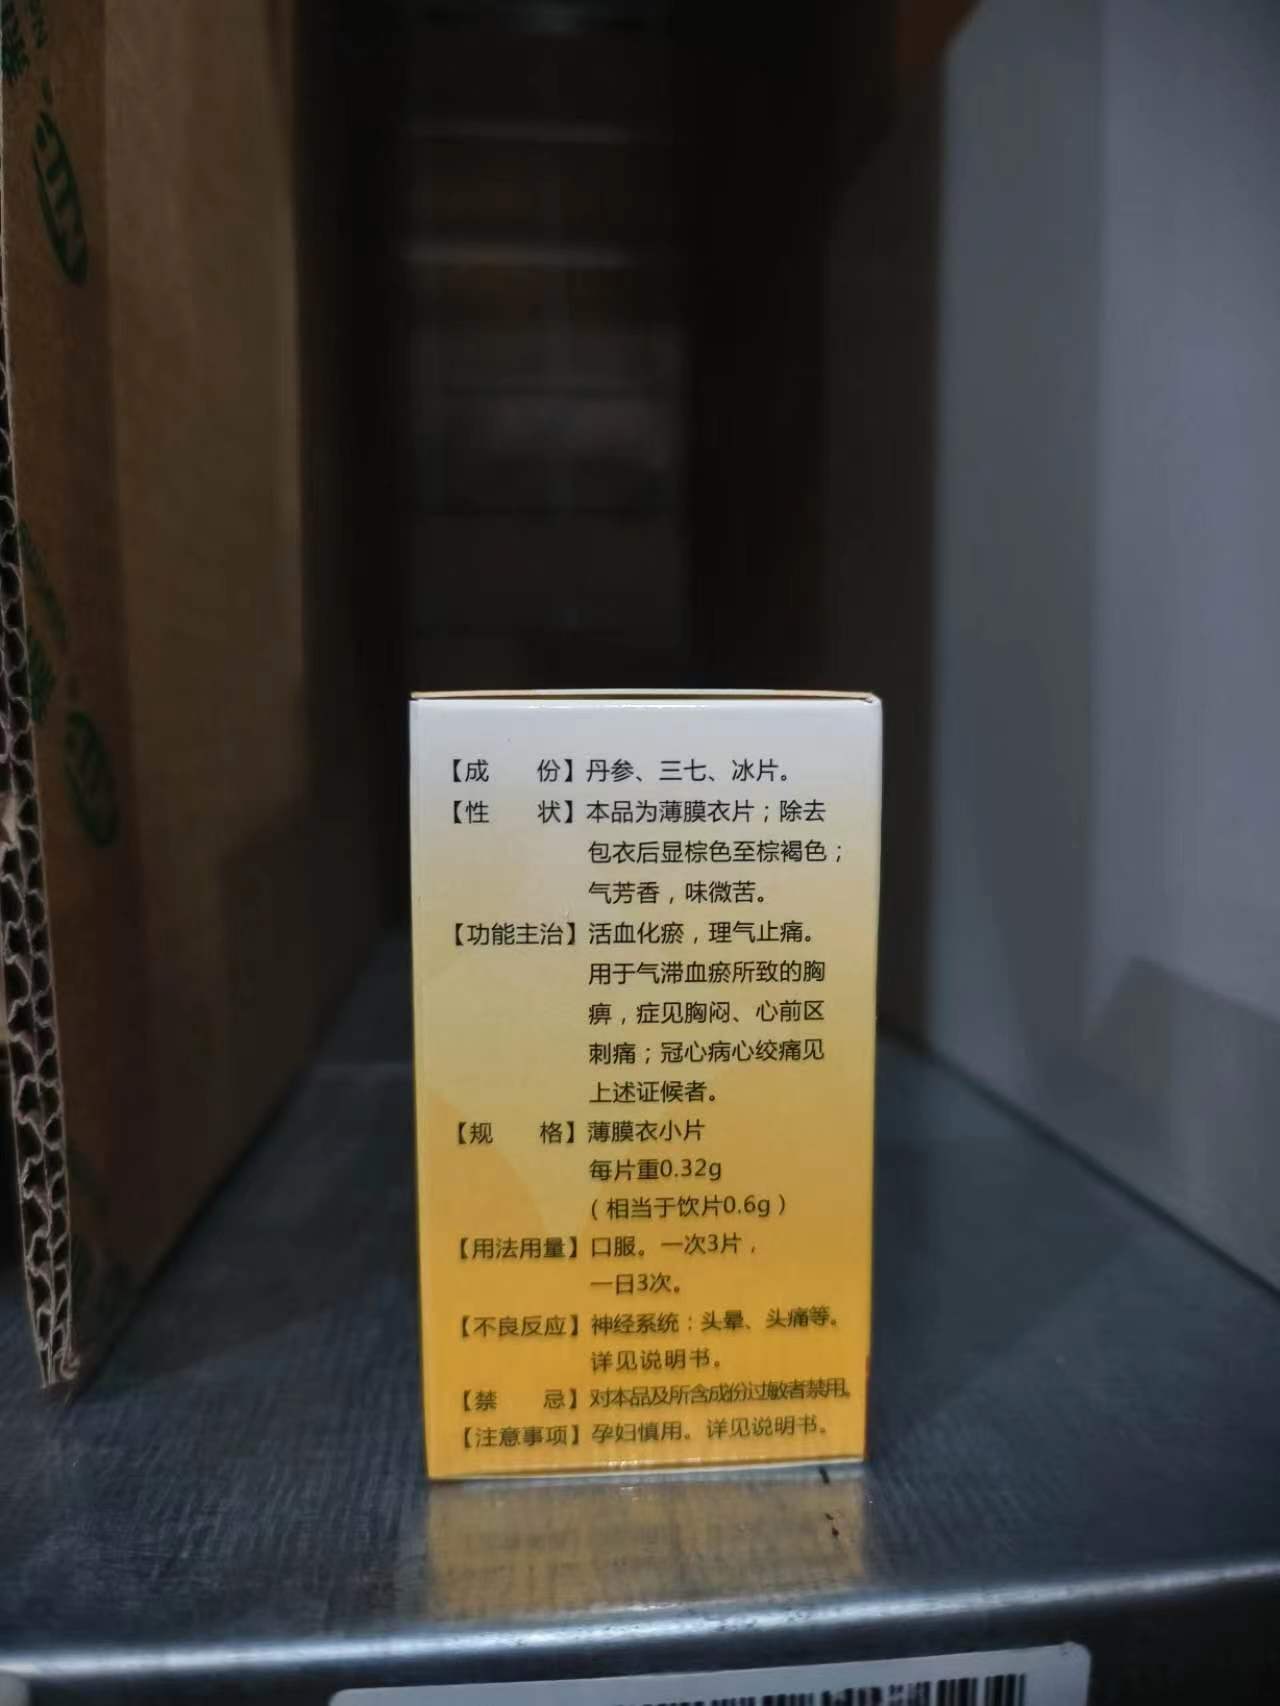 【成　　份】丹参、三七、冰片。
【性　　状】本品为薄膜衣片；除去
包衣后显棕色至棕褐色；
气芳香，味微苦。
【功能主治】活血化瘀，理气止痛。
用于气滞血瘀所致的胸
痹，症见胸闷、心前区
刺痛；冠心病心绞痛见
上述证候者。
【规　　格】薄膜衣小片
每片重0.32g
（相当于饮片0.6g）
【用法用量】口服。一次3片，
一日3次。
【不良反应】神经系统：头晕、头痛等。
详见说明书。
【禁　　忌】对本品及所含成份过敏者禁用。
【注意事项】孕妇慎用。详见说明书。